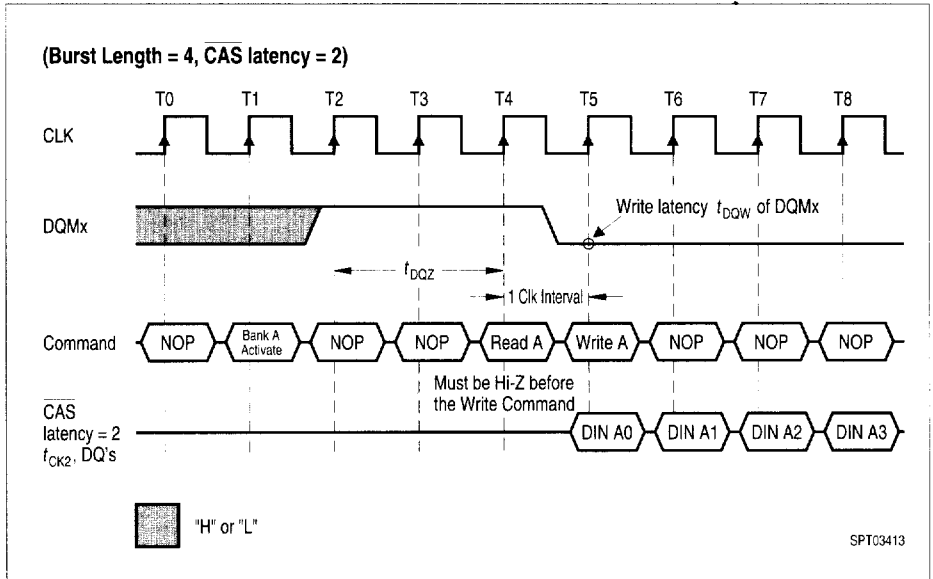 (Burst Length = 4, CAS latency = 2)
T0 T1 T2 T3 T4 T5 T6 T7 T8
CLK
Write latency tDQW of DQMx
DQMx
tDQZ
1 Clk Interval
Command NOP Bank A Activate NOP NOP Read A Write A NOP NOP NOP
Must be Hi-Z before
the Write Command
CAS
latency = 2
tCK2, DQ's
DIN A0 DIN A1 DIN A2 DIN A3
"H" or "L"
SPT03413